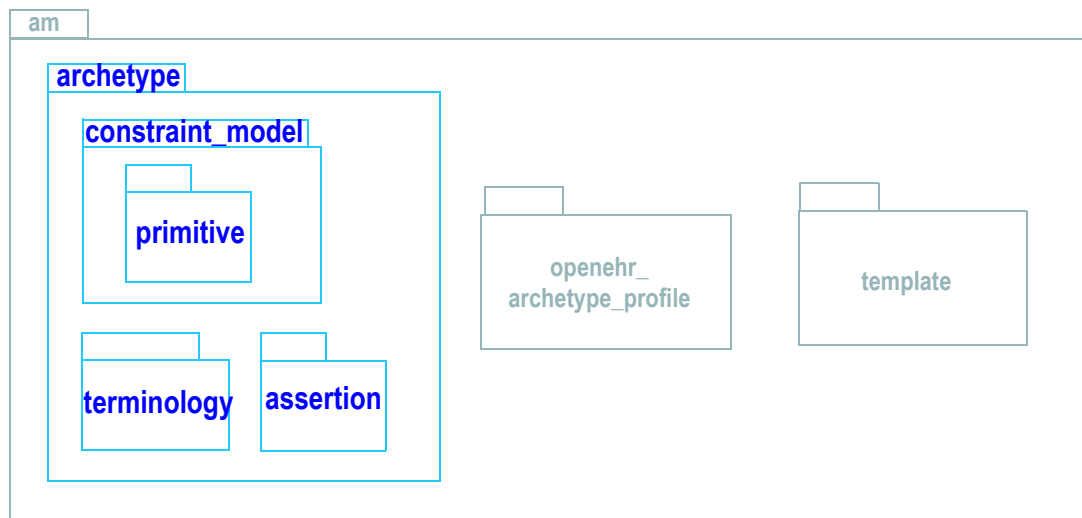 am
archetype
constraint_model
primitive
openehr_
archetype_profile
template
terminology
assertion